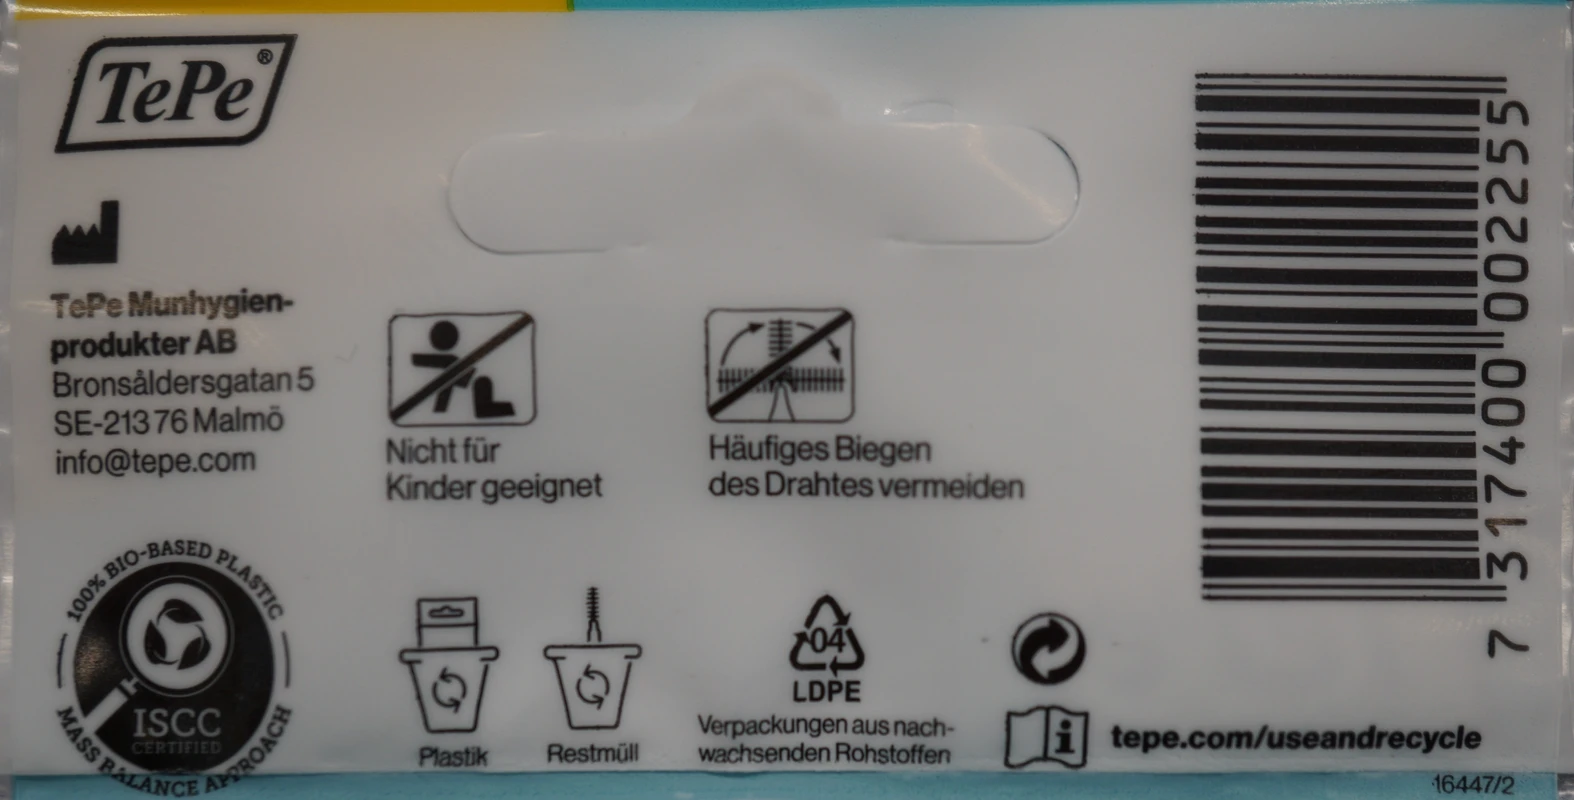 TePe®
TePe Munhygien-
produkter AB
Bronsåldersgatan 5
SE-213 76 Malmö
info@tepe.com
Nicht für
Kinder geeignet
Häufiges Biegen
des Drahtes vermeiden
7 317400 002255
100% BIO-BASED PLASTIC
ISCC
CERTIFIED
MASS BALANCE APPROACH
Plastik
Restmüll
04
LDPE
Verpackungen aus nach-
wachsenden Rohstoffen
i
tepe.com/useandrecycle
16447/2